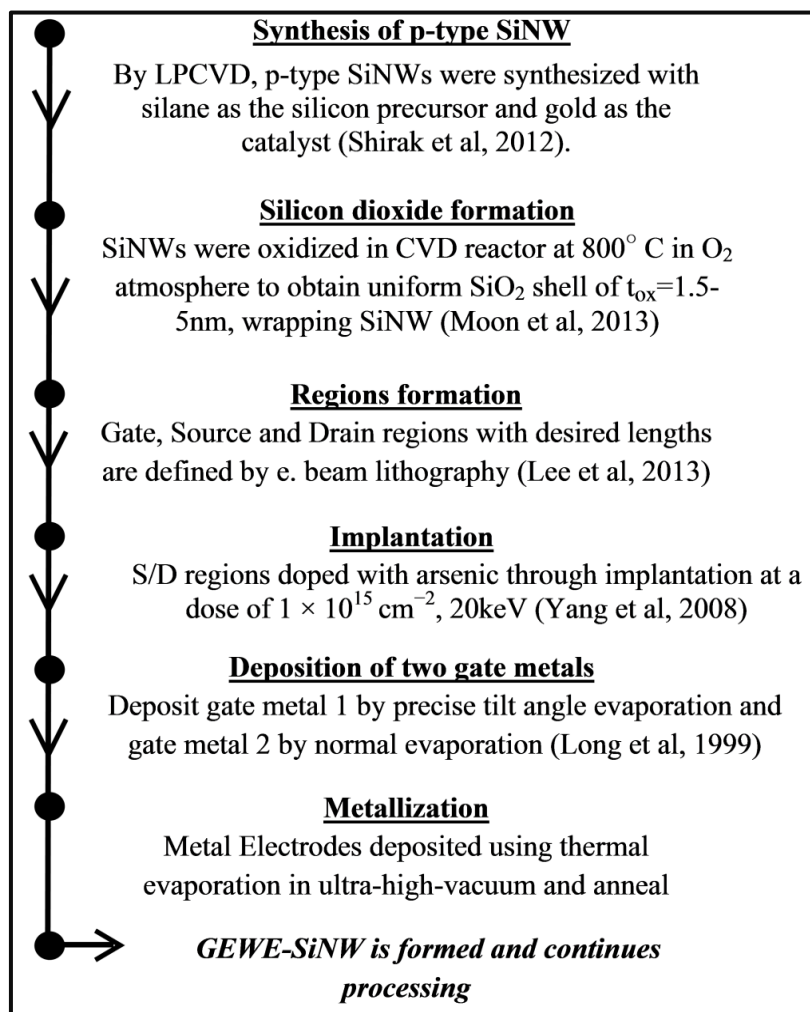 Synthesis of p-type SiNW
By LPCVD, p-type SiNWs were synthesized with
silane as the silicon precursor and gold as the
catalyst (Shirak et al, 2012).
Silicon dioxide formation
SiNWs were oxidized in CVD reactor at 800° C in O₂
atmosphere to obtain uniform SiO₂ shell of tₒₓ=1.5-
5nm, wrapping SiNW (Moon et al, 2013)
Regions formation
Gate, Source and Drain regions with desired lengths
are defined by e. beam lithography (Lee et al, 2013)
Implantation
S/D regions doped with arsenic through implantation at a
dose of 1 × 10¹⁵ cm⁻², 20keV (Yang et al, 2008)
Deposition of two gate metals
Deposit gate metal 1 by precise tilt angle evaporation and
gate metal 2 by normal evaporation (Long et al, 1999)
Metallization
Metal Electrodes deposited using thermal
evaporation in ultra-high-vacuum and anneal
GEWE-SiNW is formed and continues
processing